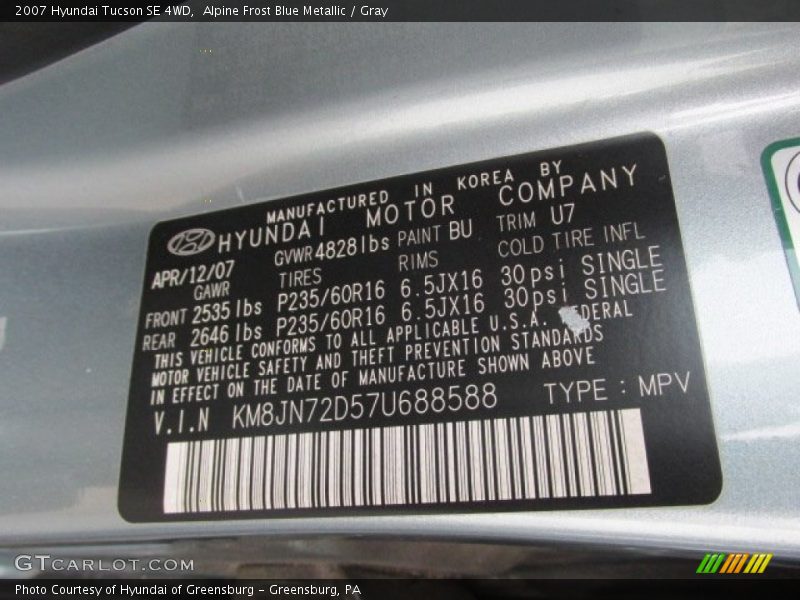 2007 Hyundai Tucson SE 4WD,  Alpine Frost Blue Metallic / Gray
MANUFACTURED IN KOREA BY
HYUNDAI MOTOR COMPANY
APR/12/07 GVWR 4828 lbs PAINT BU TRIM U7
GAWR TIRES RIMS COLD TIRE INFL
FRONT 2535 lbs P235/60R16 6.5JX16 30psi SINGLE
REAR 2646 lbs P235/60R16 6.5JX16 30psi SINGLE
THIS VEHICLE CONFORMS TO ALL APPLICABLE U.S.A. FEDERAL
MOTOR VEHICLE SAFETY AND THEFT PREVENTION STANDARDS
IN EFFECT ON THE DATE OF MANUFACTURE SHOWN ABOVE
V.I.N KM8JN72D57U688588 TYPE : MPV
GTCARLOT.COM
Photo Courtesy of Hyundai of Greensburg – Greensburg, PA